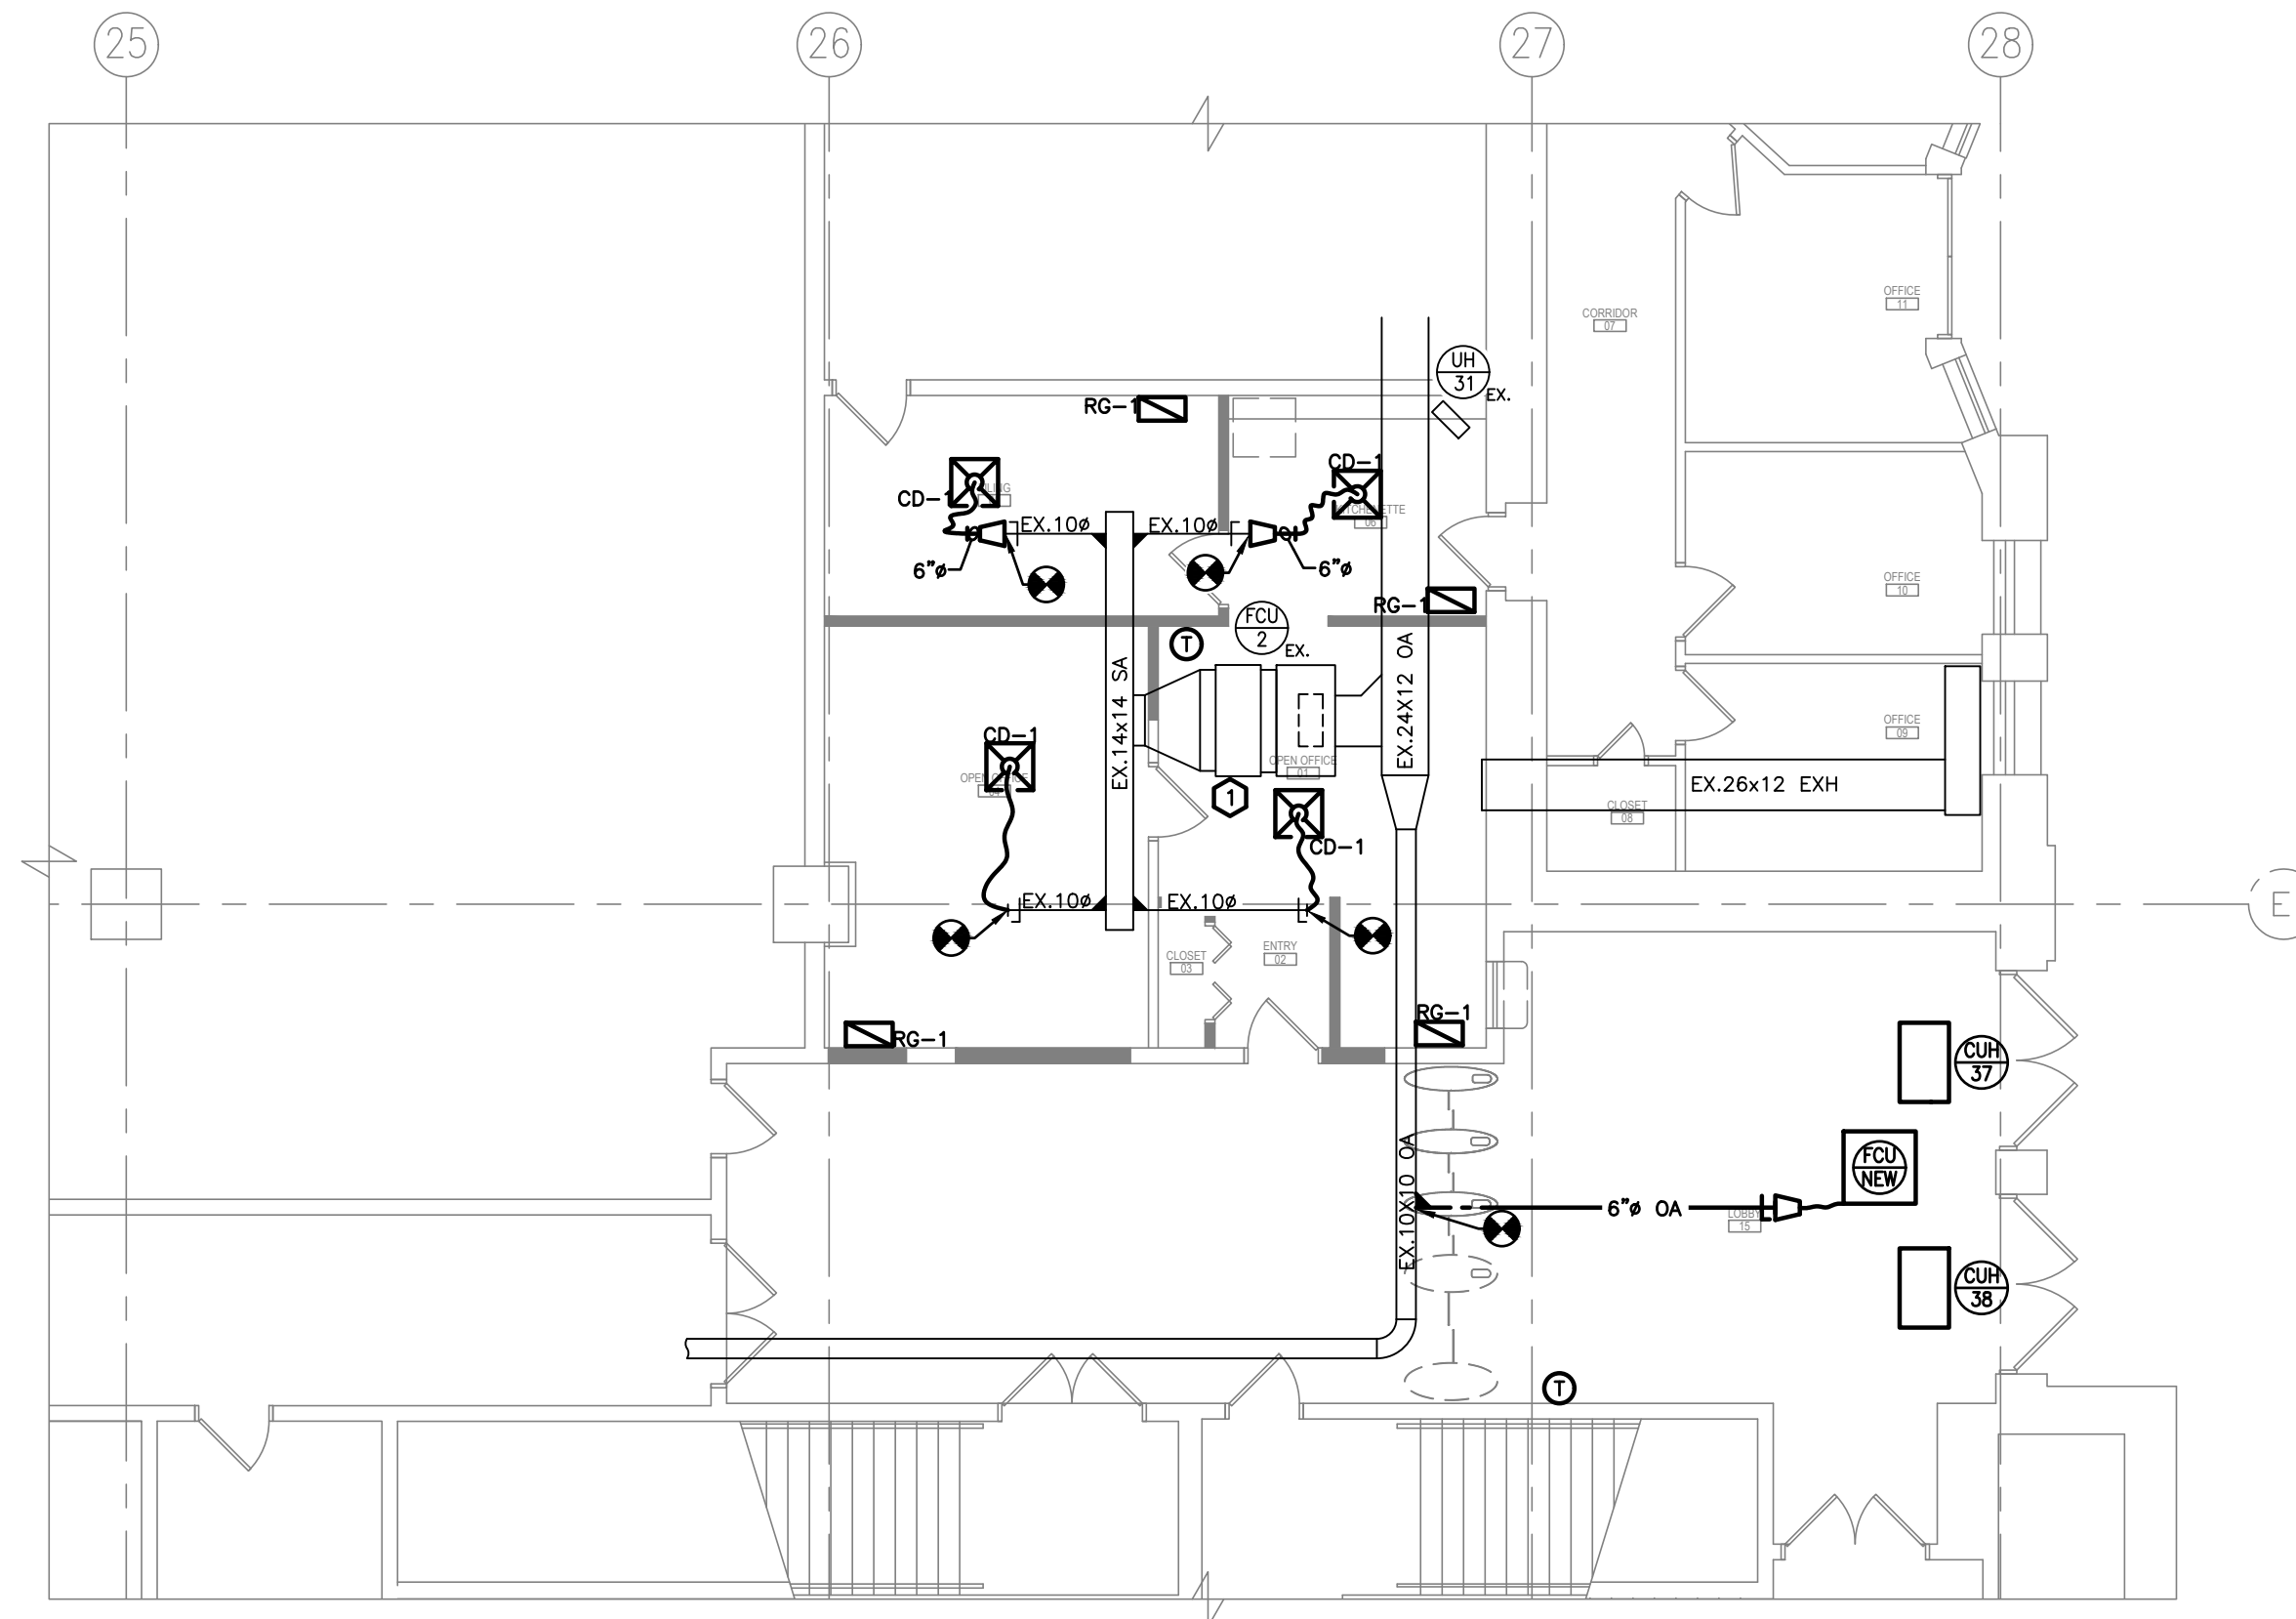 25
26
27
28
CORRIDOR
07
OFFICE
11
UH
31
EX.
RG-1
CD-1
CD-1
06
EX.10ø
EX.10ø
6"ø
6"ø
OFFICE
10
RG-1
FCU
2
EX.
T
EX.14x14 SA
EX.24X12 OA
OFFICE
09
CD-1
OPEN OFFICE
01
1
EX.26x12 EXH
CLOSET
08
CD-1
EX.10ø
EX.10ø
E
ENTRY
02
CLOSET
03
RG-1
RG-1
CUH
37
EX.10X10 OA
FCU
NEW
6"ø OA
LOBBY
15
CUH
38
T